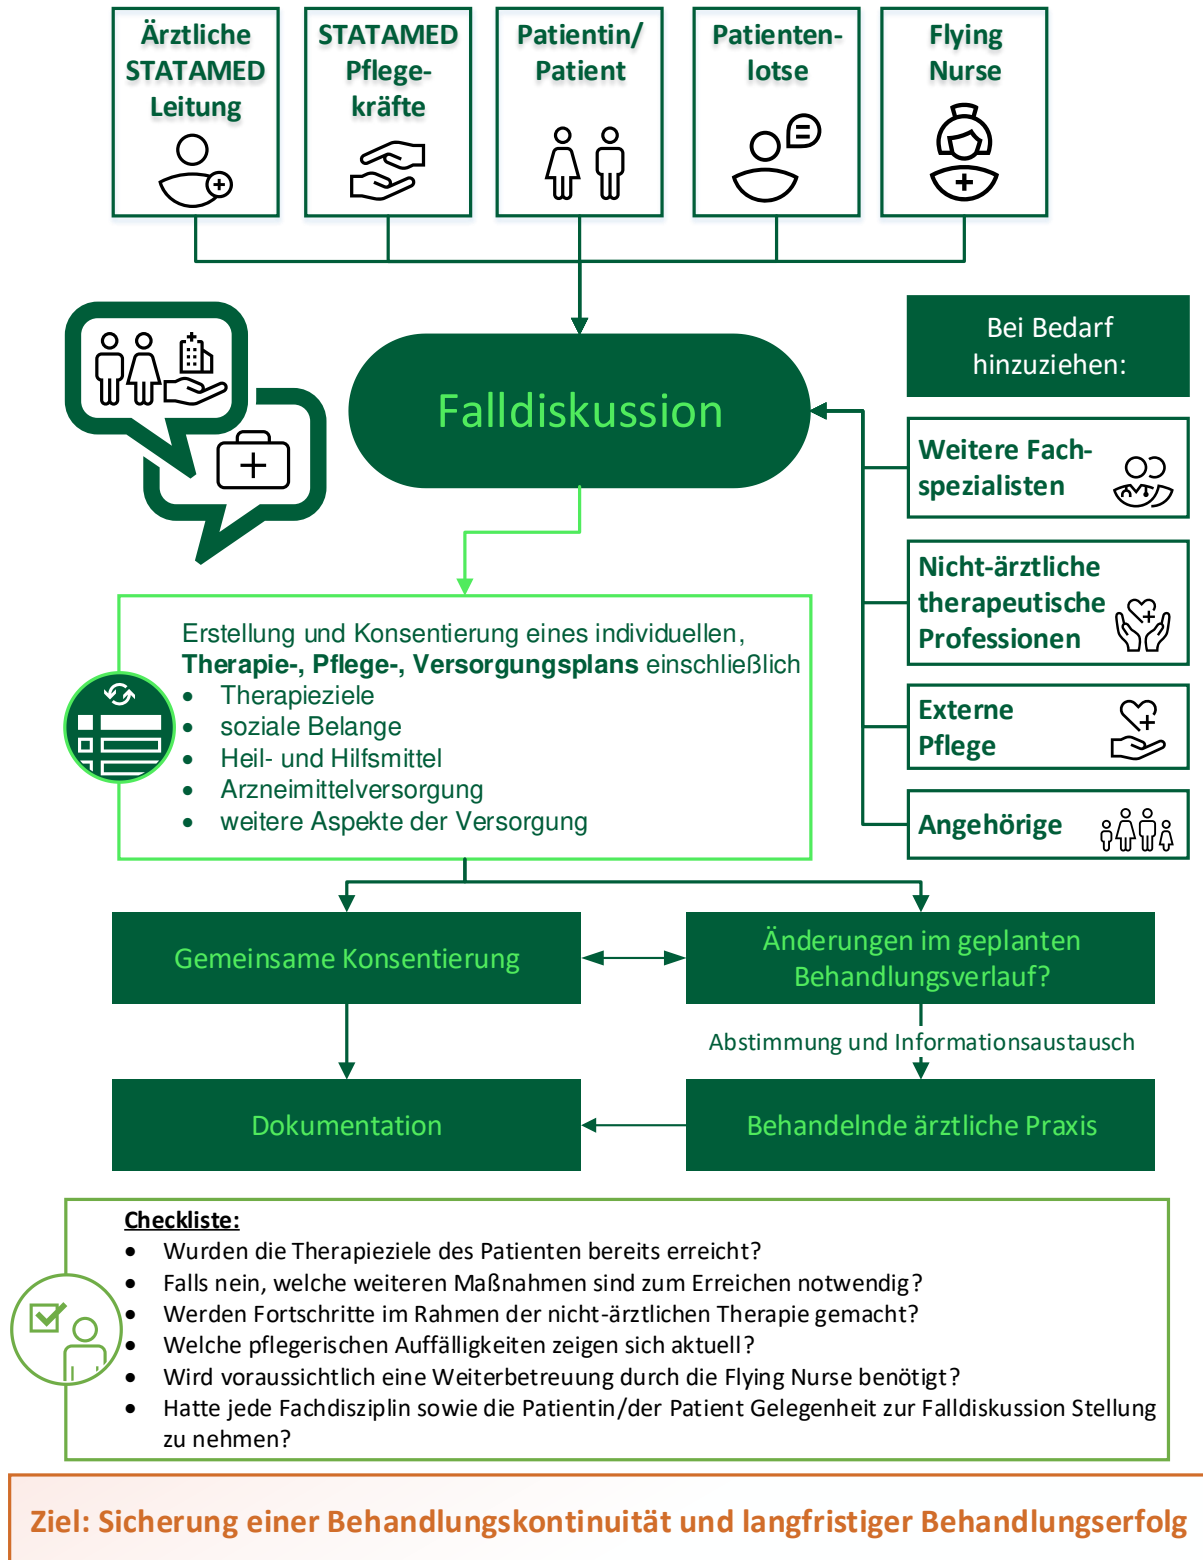 Ärztliche
STATAMED
Leitung
STATAMED
Pflege-
kräfte
Patientin/
Patient
Patienten-
lotse
Flying
Nurse
Bei Bedarf
hinzuziehen:
Falldiskussion
Weitere Fach-
spezialisten
Nicht-ärztliche
therapeutische
Professionen
Externe
Pflege
Angehörige
Erstellung und Konsentierung eines individuellen,
Therapie-, Pflege-, Versorgungsplans einschließlich
• Therapieziele
• soziale Belange
• Heil- und Hilfsmittel
• Arzneimittelversorgung
• weitere Aspekte der Versorgung
Gemeinsame Konsentierung
Änderungen im geplanten
Behandlungsverlauf?
Abstimmung und Informationsaustausch
Dokumentation
Behandelnde ärztliche Praxis
Checkliste:
• Wurden die Therapieziele des Patienten bereits erreicht?
• Falls nein, welche weiteren Maßnahmen sind zum Erreichen notwendig?
• Werden Fortschritte im Rahmen der nicht-ärztlichen Therapie gemacht?
• Welche pflegerischen Auffälligkeiten zeigen sich aktuell?
• Wird voraussichtlich eine Weiterbetreuung durch die Flying Nurse benötigt?
• Hatte jede Fachdisziplin sowie die Patientin/der Patient Gelegenheit zur Falldiskussion Stellung
zu nehmen?
Ziel: Sicherung einer Behandlungskontinuität und langfristiger Behandlungserfolg